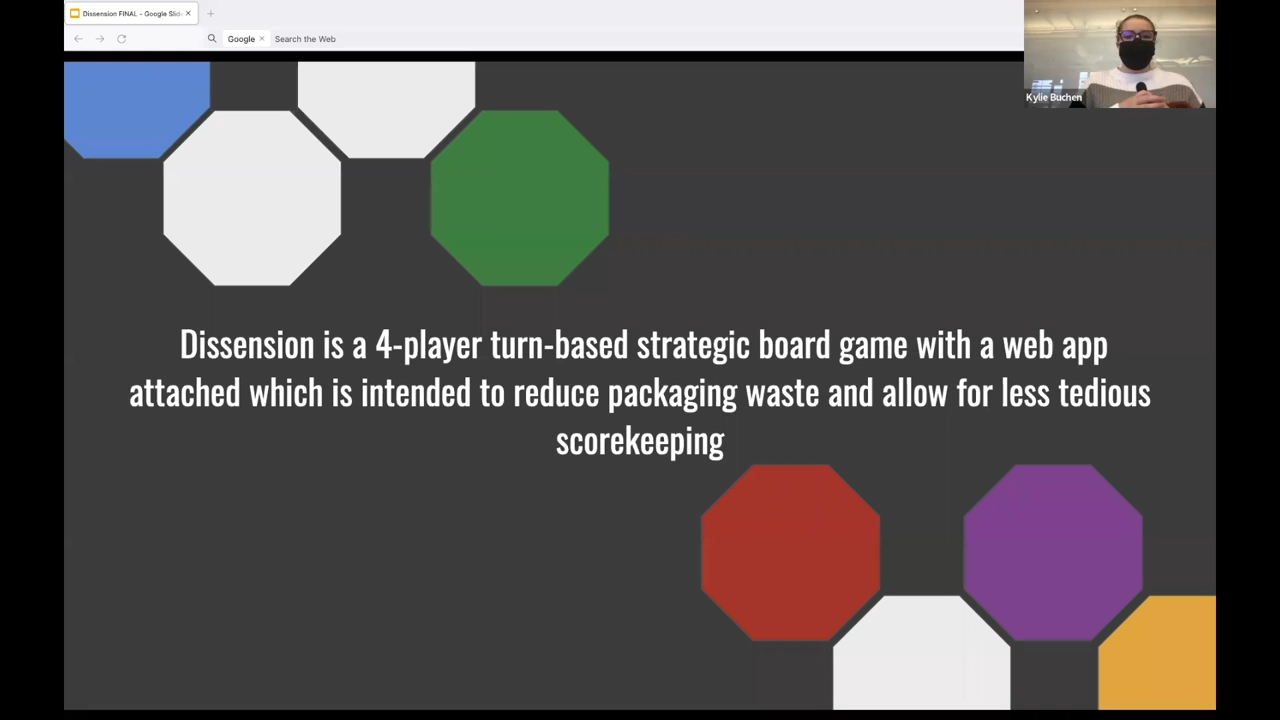 Dissension FINAL - Google Slid
Google
Search the Web
Kylie Buchen
Dissension is a 4-player turn-based strategic board game with a web app
attached which is intended to reduce packaging waste and allow for less tedious
scorekeeping